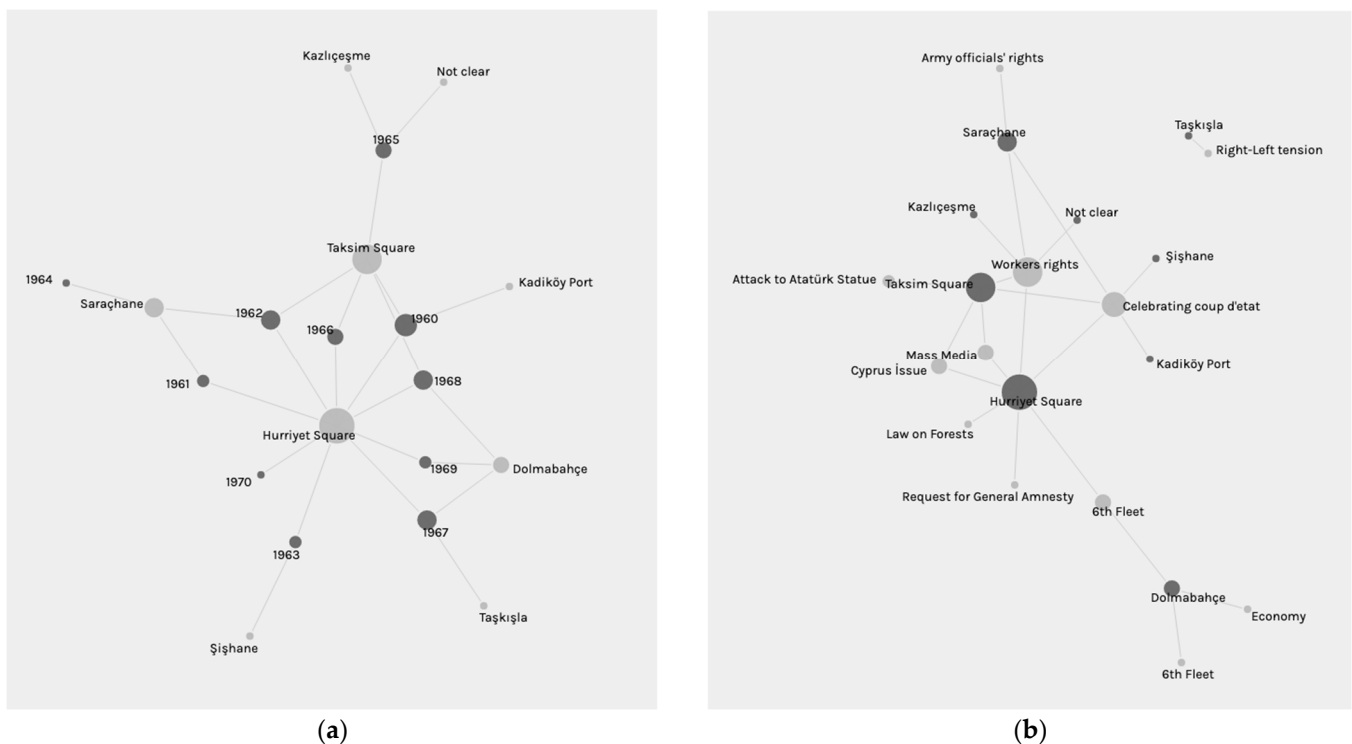 Kazlıçeşme
Not clear
1965
Taksim Square
1964
Saraçhane
Kadiköy Port
1962
1966
1960
1961
1968
Hurriyet Square
1970
1969
Dolmabahçe
1967
1963
Taşkışla
Şişhane
(a)
Army officials' rights
Saraçhane
Taşkışla
Right-Left tension
Kazlıçeşme
Not clear
Workers rights
Şişhane
Attack to Atatürk Statue
Taksim Square
Celebrating coup d'etat
Mass Media
Cyprus İssue
Kadiköy Port
Hurriyet Square
Law on Forests
Request for General Amnesty
6th Fleet
Dolmabahçe
Economy
6th Fleet
(b)